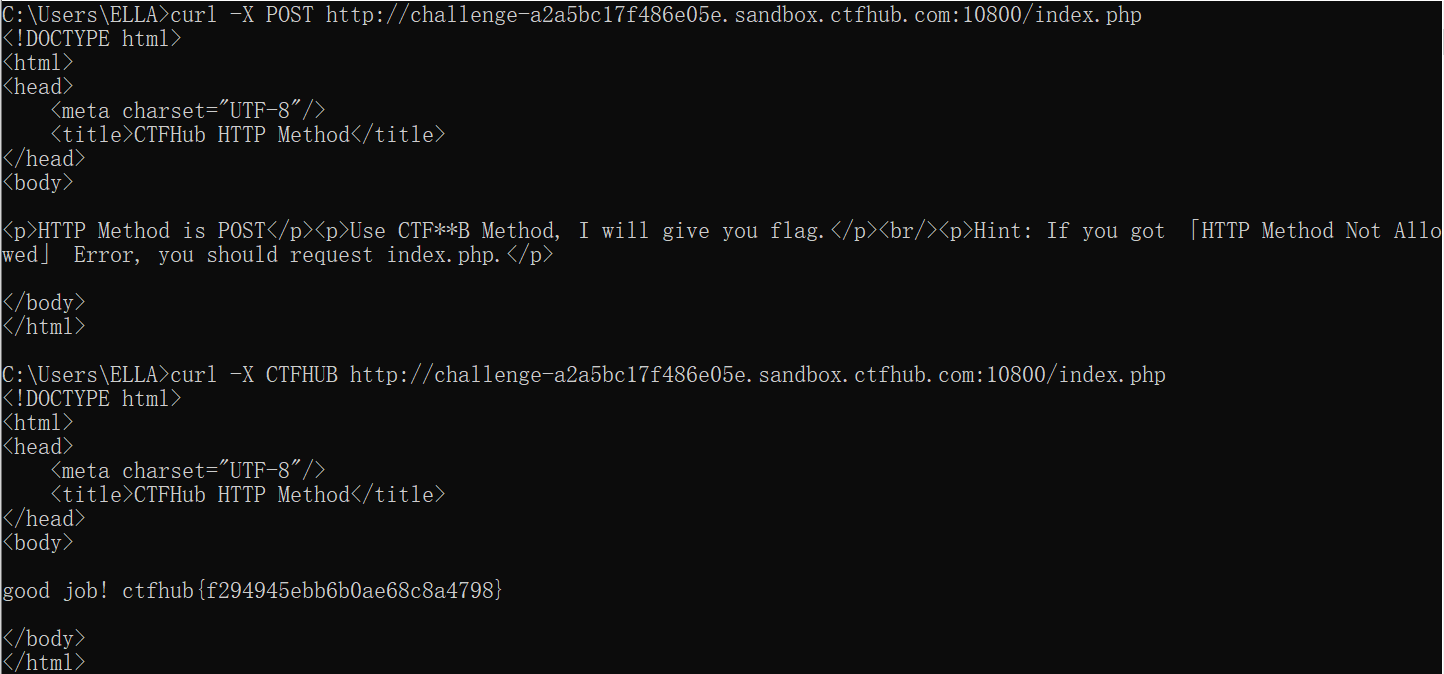 C:\Users\ELLA>curl -X POST http://challenge-a2a5bc17f486e05e.sandbox.ctfhub.com:10800/index.php
<!DOCTYPE html>
<html>
<head>
    <meta charset="UTF-8"/>
    <title>CTFHub HTTP Method</title>
</head>
<body>

<p>HTTP Method is POST</p><p>Use CTF**B Method, I will give you flag.</p><br/><p>Hint: If you got 「HTTP Method Not Allo
wed」 Error, you should request index.php.</p>

</body>
</html>

C:\Users\ELLA>curl -X CTFHUB http://challenge-a2a5bc17f486e05e.sandbox.ctfhub.com:10800/index.php
<!DOCTYPE html>
<html>
<head>
    <meta charset="UTF-8"/>
    <title>CTFHub HTTP Method</title>
</head>
<body>

good job! ctfhub{f294945ebb6b0ae68c8a4798}

</body>
</html>